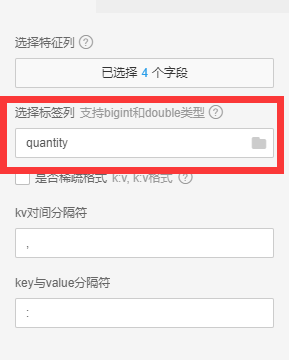 选择特征列 ?
已选择 4 个字段
选择标签列 支持bigint和double类型 ?
quantity
是否稀疏格式 k:v, k:v格式 ?
kv对间分隔符
,
key与value分隔符
: